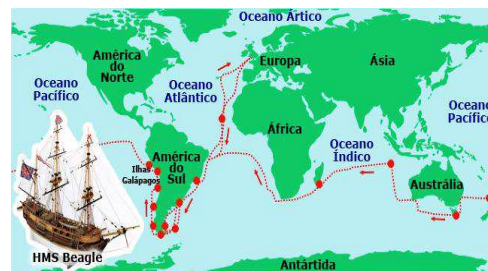 Oceano Ártico
América
do
Norte
Europa
Ásia
Oceano
Pacífico
Oceano
Atlântico
Oceano
Pacífico
África
Oceano
Índico
América
do
Sul
Ilhas
Galápagos
Austrália
HMS Beagle
Antártida